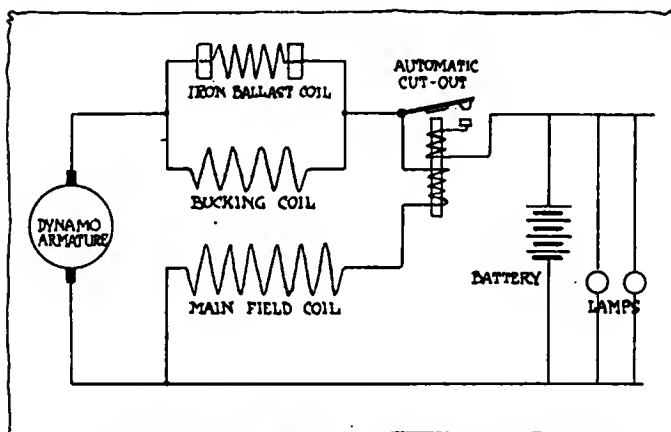 AUTOMATIC
CUT-OUT
IRON BALLAST COIL
BUCKING COIL
DYNAMO
ARMATURE
MAIN FIELD COIL
BATTERY
LAMPS